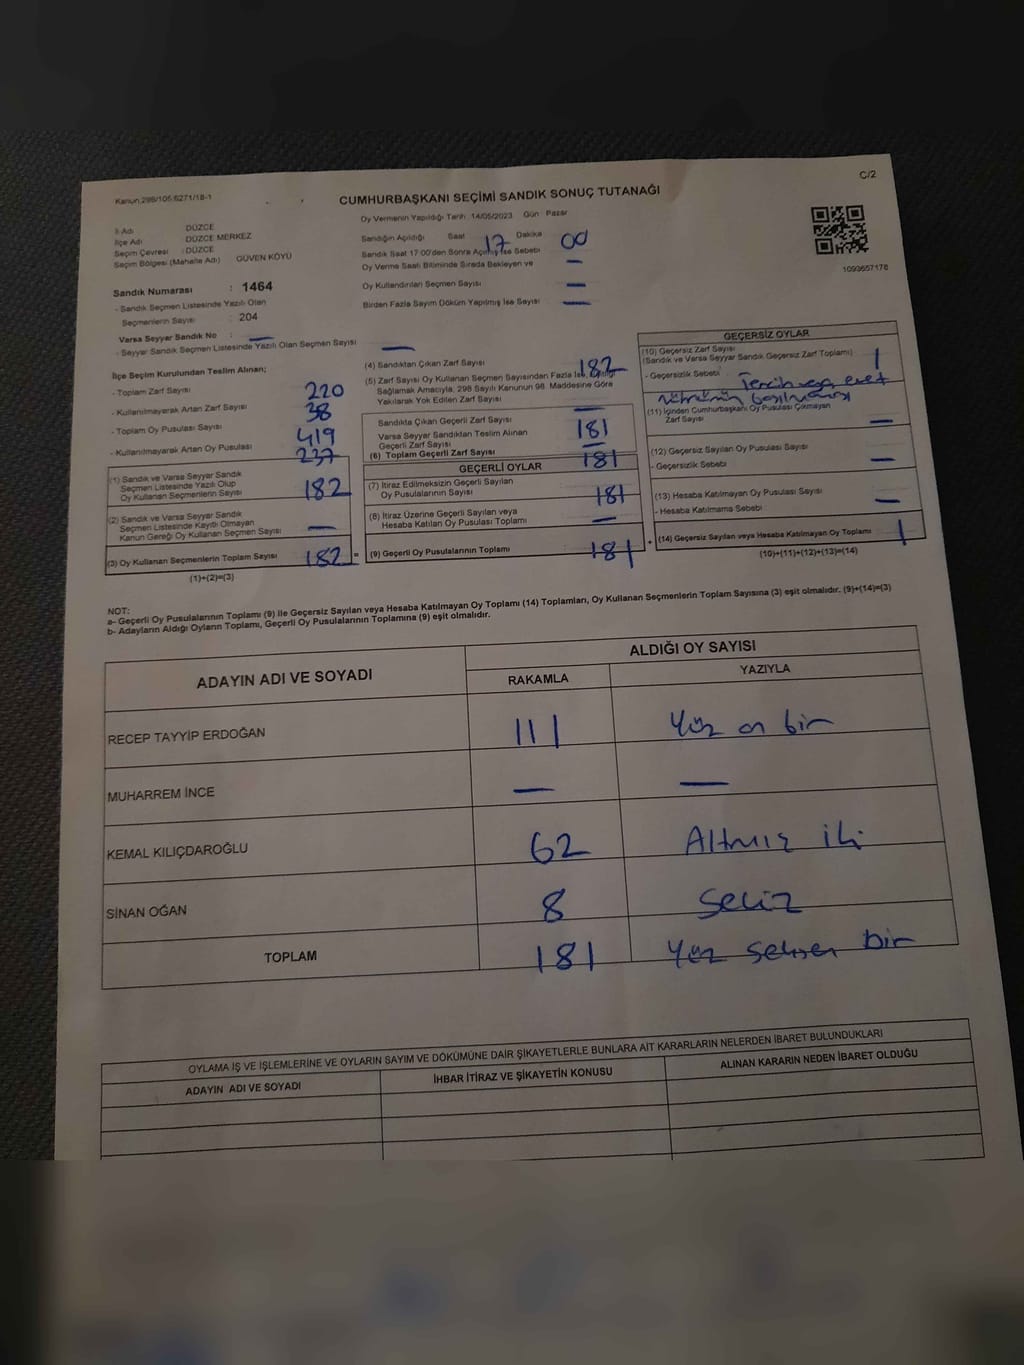 C/2
Kanun 298/105.6271/18-1
CUMHURBAŞKANI SEÇİMİ SANDIK SONUÇ TUTANAĞI
İl Adı : DÜZCE
İlçe Adı : DÜZCE MERKEZ
Seçim Çevresi : DÜZCE
Seçim Bölgesi (Mahalle Adı) GÜVEN KÖYÜ
Sandık Numarası : 1464
- Sandık Seçmen Listesinde Yazılı Olan
Seçmenlerin Sayısı : 204
Varsa Seyyar Sandık No : —
- Seyyar Sandık Seçmen Listesinde Yazılı Olan Seçmen Sayısı —
Oy Vermenin Yapıldığı Tarih 14/05/2023 Gün Pazar
Sandığın Açıldığı Saat 17 Dakika 00
Sandık Saat 17:00'den Sonra Açılmış İse Sebebi —
Oy Verme Saati Bitiminde Sırada Bekleyen ve
Oy Kullandırılan Seçmen Sayısı —
Birden Fazla Sayım Döküm Yapılmış İse Sayısı —
1093657178
İlçe Seçim Kurulundan Teslim Alınan;
- Toplam Zarf Sayısı : 220
- Kullanılmayarak Artan Zarf Sayısı : 38
- Toplam Oy Pusulası Sayısı : 419
- Kullanılmayarak Artan Oy Pusulası : 237
(1) Sandık ve Varsa Seyyar Sandık
Seçmen Listesinde Yazılı Olup
Oy Kullanan Seçmenlerin Sayısı : 182
(2) Sandık ve Varsa Seyyar Sandık
Seçmen Listesinde Kayıtlı Olmayan
Kanun Gereği Oy Kullanan Seçmen Sayısı —
(3) Oy Kullanan Seçmenlerin Toplam Sayısı : 182
(1)+(2)=(3)
(4) Sandıktan Çıkan Zarf Sayısı : 182
(5) Zarf Sayısı Oy Kullanan Seçmen Sayısından Fazla İse, Eşitliği
Sağlamak Amacıyla, 298 Sayılı Kanunun 98. Maddesine Göre
Yakılarak Yok Edilen Zarf Sayısı —
Sandıkta Çıkan Geçerli Zarf Sayısı : 181
Varsa Seyyar Sandıktan Teslim Alınan
Geçerli Zarf Sayısı —
(6) Toplam Geçerli Zarf Sayısı : 181
GEÇERLİ OYLAR
(7) İtiraz Edilmeksizin Geçerli Sayılan
Oy Pusulalarının Sayısı : 181
(8) İtiraz Üzerine Geçerli Sayılan veya
Hesaba Katılan Oy Pusulası Toplamı : —
= (9) Geçerli Oy Pusulalarının Toplamı : 181
GEÇERSİZ OYLAR
(10) Geçersiz Zarf Sayısı
(Sandık ve Varsa Seyyar Sandık Geçersiz Zarf Toplamı) 1
- Geçersizlik Sebebi : Tercih veya evet
mührünün basılmaması
(11) İçinden Cumhurbaşkanı Oy Pusulası Çıkmayan
Zarf Sayısı —
(12) Geçersiz Sayılan Oy Pusulası Sayısı —
- Geçersizlik Sebebi
(13) Hesaba Katılmayan Oy Pusulası Sayısı —
- Hesaba Katılmama Sebebi
+ (14) Geçersiz Sayılan veya Hesaba Katılmayan Oy Toplamı 1
(10)+(11)+(12)+(13)=(14)
NOT:
a- Geçerli Oy Pusulalarının Toplamı (9) ile Geçersiz Sayılan veya Hesaba Katılmayan Oy Toplamı (14) Toplamları, Oy Kullanan Seçmenlerin Toplam Sayısına (3) eşit olmalıdır. (9)+(14)=(3)
b- Adayların Aldığı Oyların Toplamı, Geçerli Oy Pusulalarının Toplamına (9) eşit olmalıdır.
ADAYIN ADI VE SOYADI ALDIĞI OY SAYISI
RAKAMLA YAZIYLA
RECEP TAYYİP ERDOĞAN 111 Yüz on bir
MUHARREM İNCE — —
KEMAL KILIÇDAROĞLU 62 Altmış iki
SİNAN OĞAN 8 Sekiz
TOPLAM 181 Yüz seksen bir
OYLAMA İŞ VE İŞLEMLERİNE VE OYLARIN SAYIM VE DÖKÜMÜNE DAİR ŞİKAYETLERLE BUNLARA AİT KARARLARIN NELERDEN İBARET BULUNDUKLARI
ADAYIN ADI VE SOYADI İHBAR İTİRAZ VE ŞİKAYETİN KONUSU ALINAN KARARIN NEDEN İBARET OLDUĞU